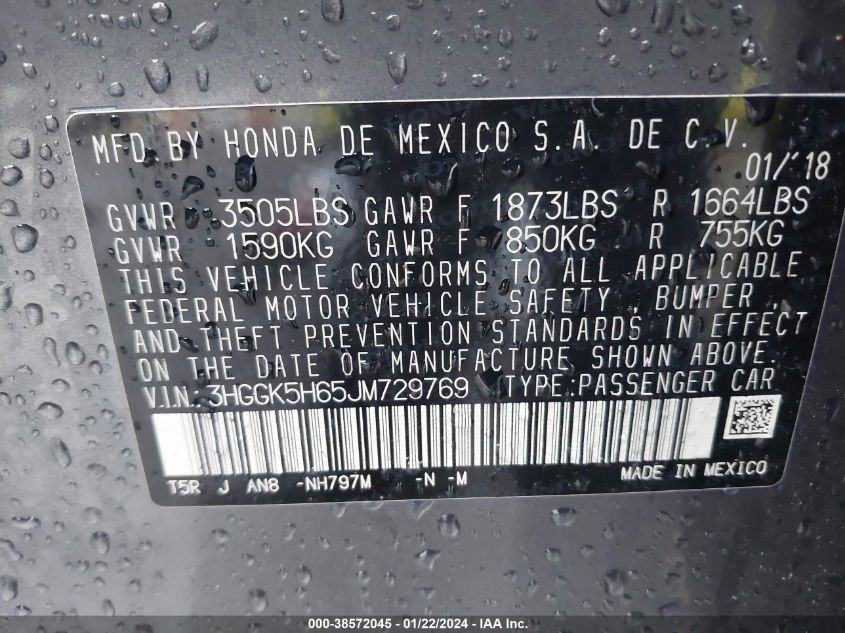 MFD. BY HONDA DE MEXICO S.A. DE C.V.
01/'18
GVWR 3505LBS GAWR F 1873LBS R 1664LBS
GVWR 1590KG GAWR F 850KG R 755KG
THIS VEHICLE CONFORMS TO ALL APPLICABLE
FEDERAL MOTOR VEHICLE SAFETY, BUMPER,
AND THEFT PREVENTION STANDARDS IN EFFECT
ON THE DATE OF MANUFACTURE SHOWN ABOVE.
V.I.N. 3HGGK5H65JM729769 TYPE:PASSENGER CAR
MADE IN MEXICO
T5R J AN8 -NH797M -N -M
000-38572045 - 01/22/2024 - IAA Inc.